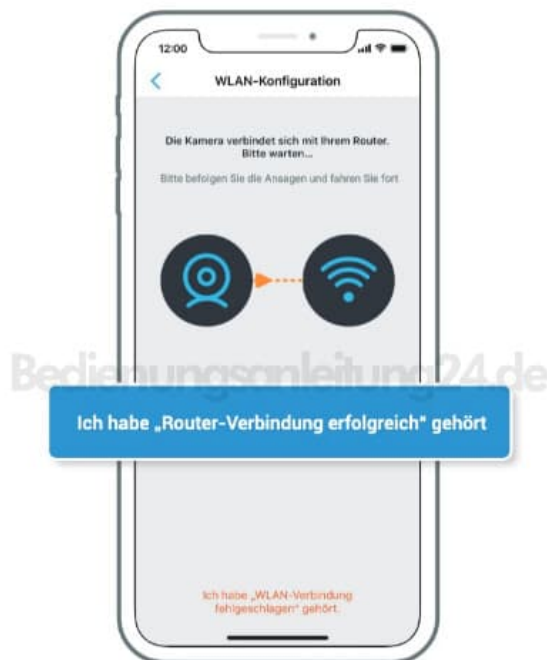 12:00
WLAN-Konfiguration
Die Kamera verbindet sich mit Ihrem Router.
Bitte warten...
Bitte befolgen Sie die Ansagen und fahren Sie fort
Bedienungsanleitung24.de
Ich habe „Router-Verbindung erfolgreich“ gehört
Ich habe „WLAN-Verbindung
fehlgeschlagen“ gehört.